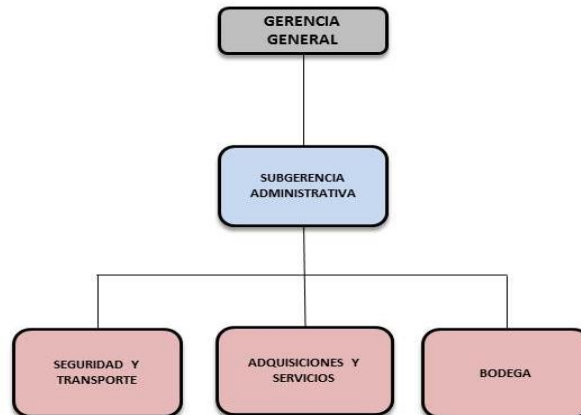 GERENCIA
GENERAL
SUBGERENCIA
ADMINISTRATIVA
SEGURIDAD Y
TRANSPORTE
ADQUISICIONES Y
SERVICIOS
BODEGA